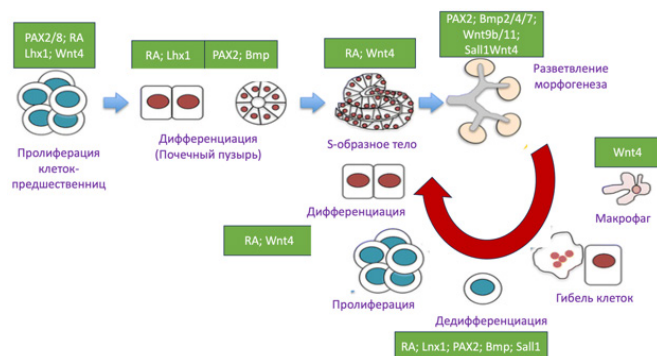 PAX2/8; RA
Lhx1; Wnt4
RA; Lhx1
PAX2; Bmp
RA; Wnt4
PAX2; Bmp2/4/7;
Wnt9b/11;
Sall1Wnt4
Пролиферация
клеток-
предшественниц
Дифференциация
(Почечный пузырь)
S-образное тело
Разветвление
морфогенеза
Wnt4
Макрофаг
Дифференциация
RA; Wnt4
Пролиферация
Гибель клеток
Дедифференциация
RA; Lnx1; PAX2; Bmp; Sall1